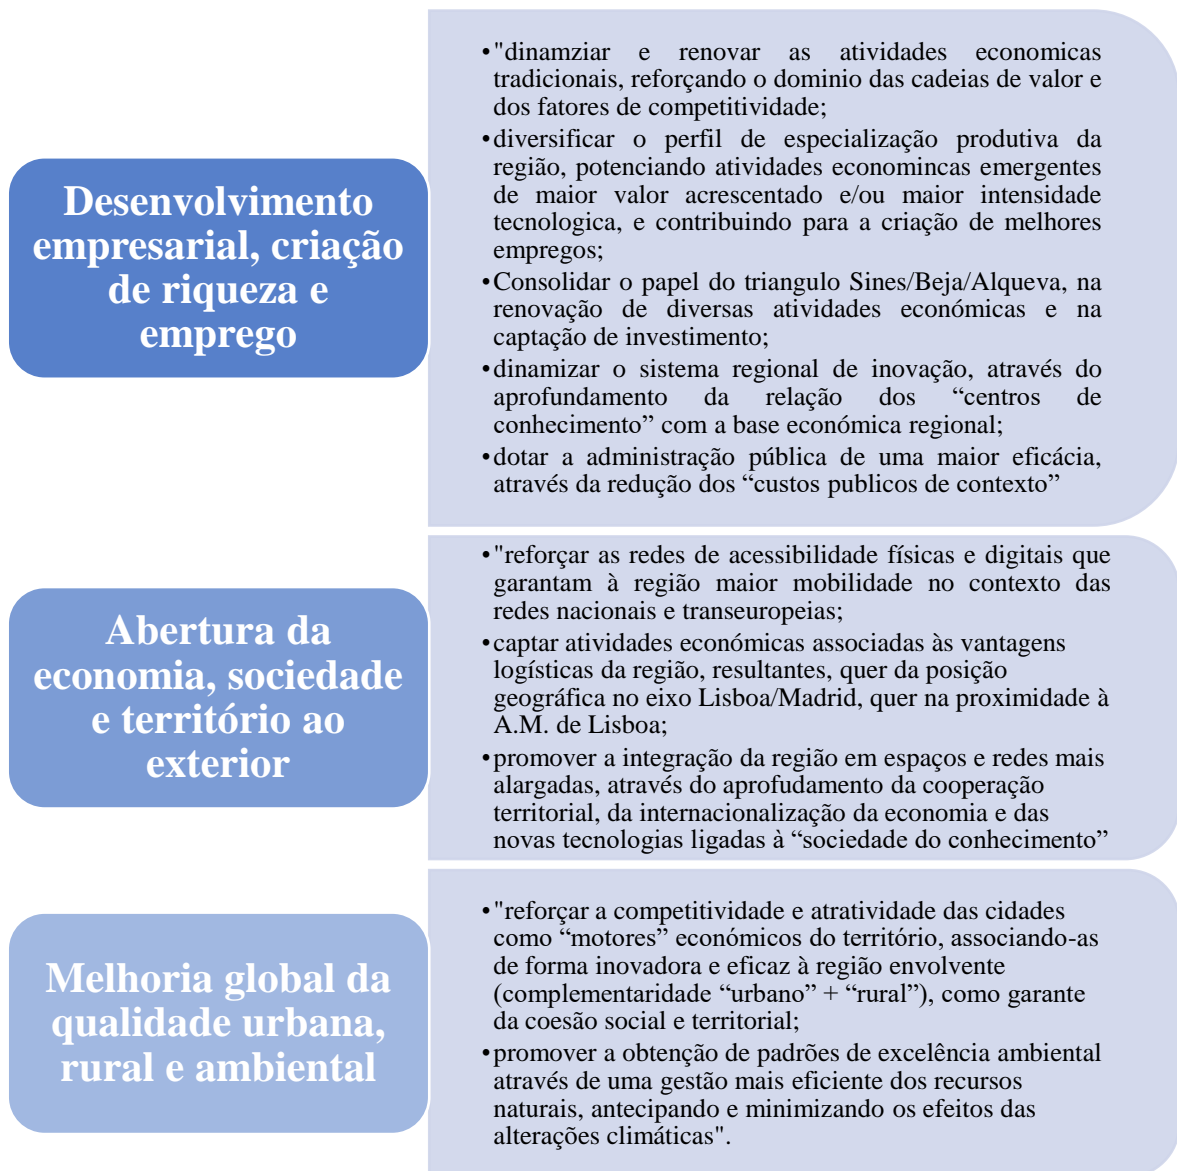 Desenvolvimento
empresarial, criação
de riqueza e
emprego
•"dinamziar e renovar as atividades economicas
tradicionais, reforçando o dominio das cadeias de valor e
dos fatores de competitividade;
•diversificar o perfil de especialização produtiva da
região, potenciando atividades economincas emergentes
de maior valor acrescentado e/ou maior intensidade
tecnologica, e contribuindo para a criação de melhores
empregos;
•Consolidar o papel do triangulo Sines/Beja/Alqueva, na
renovação de diversas atividades económicas e na
captação de investimento;
•dinamizar o sistema regional de inovação, através do
aprofundamento da relação dos “centros de
conhecimento” com a base económica regional;
•dotar a administração pública de uma maior eficácia,
através da redução dos “custos publicos de contexto”
Abertura da
economia, sociedade
e território ao
exterior
•"reforçar as redes de acessibilidade físicas e digitais que
garantam à região maior mobilidade no contexto das
redes nacionais e transeuropeias;
•captar atividades económicas associadas às vantagens
logísticas da região, resultantes, quer da posição
geográfica no eixo Lisboa/Madrid, quer na proximidade à
A.M. de Lisboa;
•promover a integração da região em espaços e redes mais
alargadas, através do aprofudamento da cooperação
territorial, da internacionalização da economia e das
novas tecnologias ligadas à “sociedade do conhecimento”
Melhoria global da
qualidade urbana,
rural e ambiental
•"reforçar a competitividade e atratividade das cidades
como “motores” económicos do território, associando-as
de forma inovadora e eficaz à região envolvente
(complementaridade “urbano” + “rural”), como garante
da coesão social e territorial;
•promover a obtenção de padrões de excelência ambiental
através de uma gestão mais eficiente dos recursos
naturais, antecipando e minimizando os efeitos das
alterações climáticas".